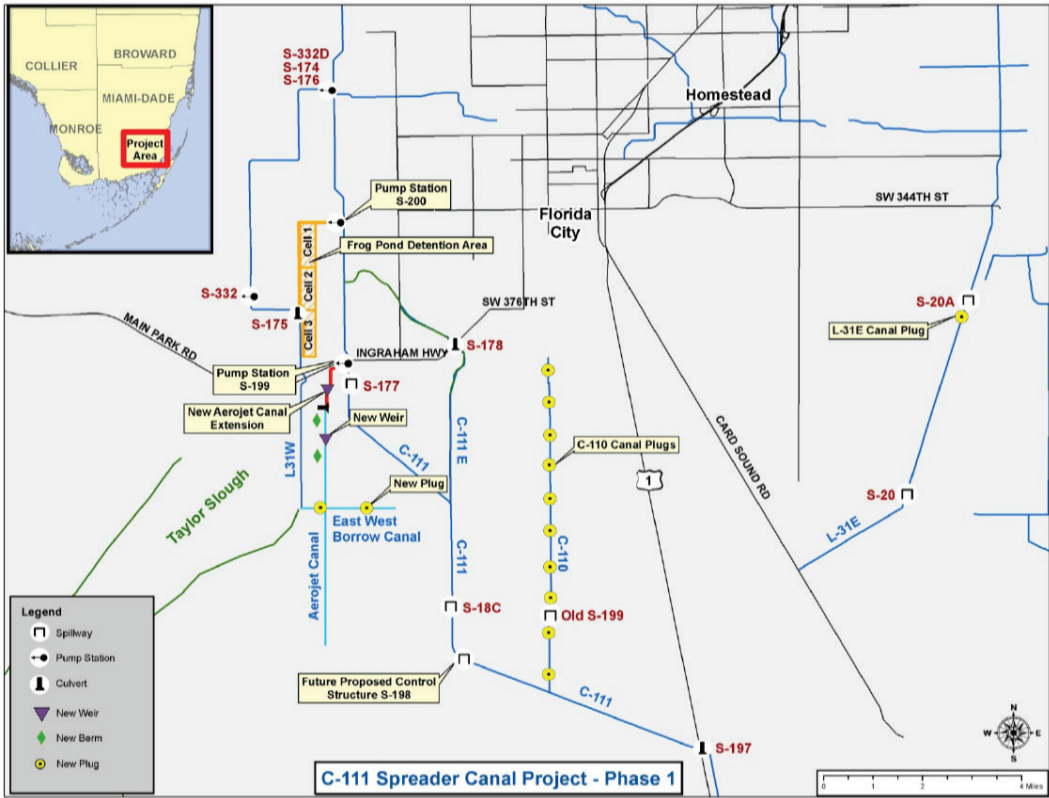 COLLIER
BROWARD
MIAMI-DADE
MONROE
Project
Area
S-332D
S-174
S-176
Homestead
Pump Station
S-200
SW 344TH ST
Florida
City
Cell 1
Frog Pond Detention Area
Cell 2
S-332
SW 376TH ST
S-20A
S-175
L-31E Canal Plug
MAIN PARK RD
Cell 3
S-178
INGRAHAM HWY
Pump Station
S-199
S-177
New Aerojet Canal
Extension
New Weir
C-111 E
C-110 Canal Plugs
CARD SOUND RD
L31W
C-111
1
New Plug
S-20
Taylor Slough
East West
Borrow Canal
L-31E
C-111
C-110
Aerojet Canal
S-18C
Old S-199
Legend
Spillway
Pump Station
Culvert
New Weir
New Berm
New Plug
Future Proposed Control
Structure S-198
C-111
S-197
N
W
E
S
C-111 Spreader Canal Project - Phase 1
0
1
2
4 Miles